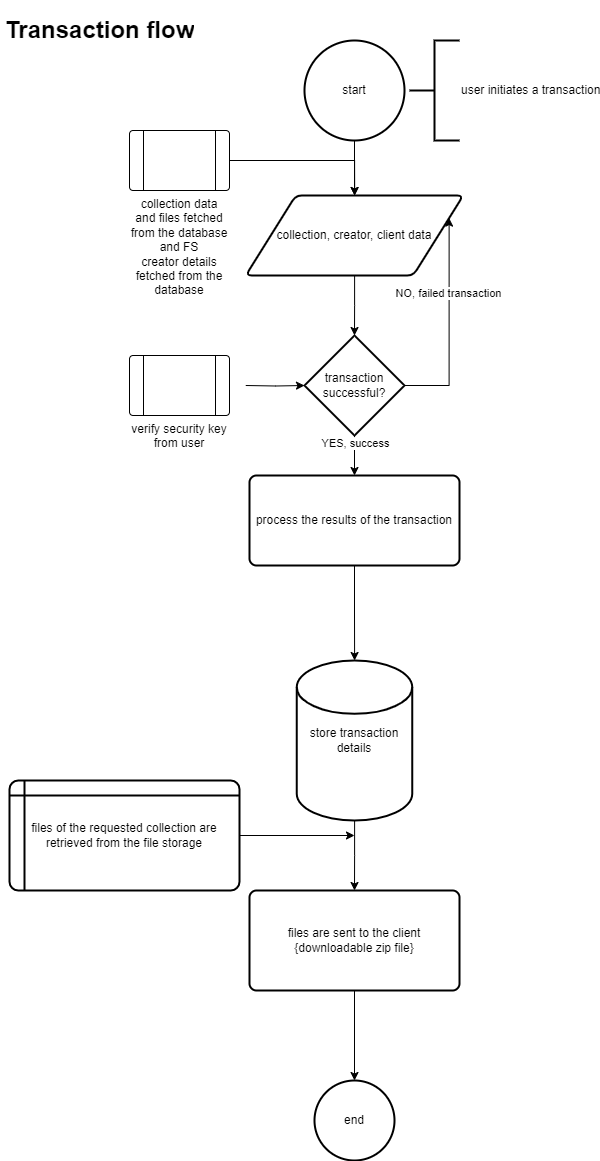 Transaction flow
start
user initiates a transaction
collection data
and files fetched
from the database
and FS
creator details
fetched from the
database
collection, creator, client data
NO, failed transaction
transaction
successful?
verify security key
from user
YES, success
process the results of the transaction
store transaction
details
files of the requested collection are
retrieved from the file storage
files are sent to the client
{downloadable zip file}
end